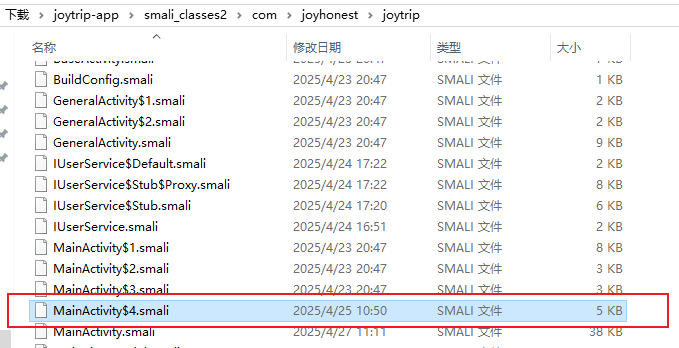 下载 > joytrip-app > smali_classes2 > com > joyhonest > joytrip
名称 修改日期 类型 大小
BaseActivity.smali 2025/4/23 20:47 SMALI 文件 7 KB
BuildConfig.smali 2025/4/23 20:47 SMALI 文件 1 KB
GeneralActivity$1.smali 2025/4/23 20:47 SMALI 文件 2 KB
GeneralActivity$2.smali 2025/4/23 20:47 SMALI 文件 2 KB
GeneralActivity.smali 2025/4/23 20:47 SMALI 文件 9 KB
IUserService$Default.smali 2025/4/24 17:22 SMALI 文件 2 KB
IUserService$Stub$Proxy.smali 2025/4/24 17:22 SMALI 文件 8 KB
IUserService$Stub.smali 2025/4/24 17:20 SMALI 文件 6 KB
IUserService.smali 2025/4/24 16:51 SMALI 文件 2 KB
MainActivity$1.smali 2025/4/23 20:47 SMALI 文件 8 KB
MainActivity$2.smali 2025/4/23 20:47 SMALI 文件 3 KB
MainActivity$3.smali 2025/4/23 20:47 SMALI 文件 3 KB
MainActivity$4.smali 2025/4/25 10:50 SMALI 文件 5 KB
MainActivity.smali 2025/4/27 11:11 SMALI 文件 38 KB